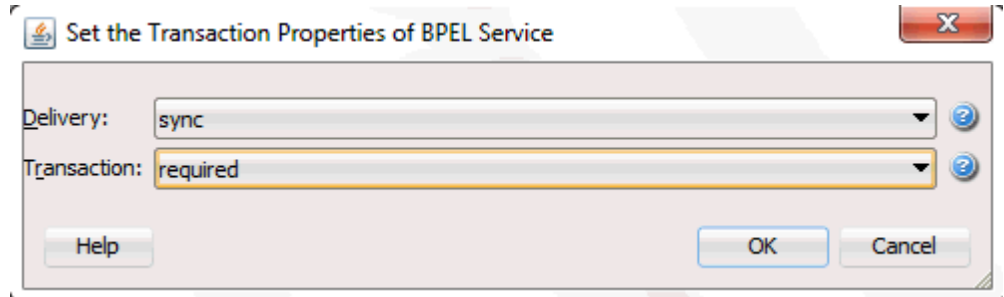 Set the Transaction Properties of BPEL Service
Delivery: sync
Transaction: required
Help OK Cancel